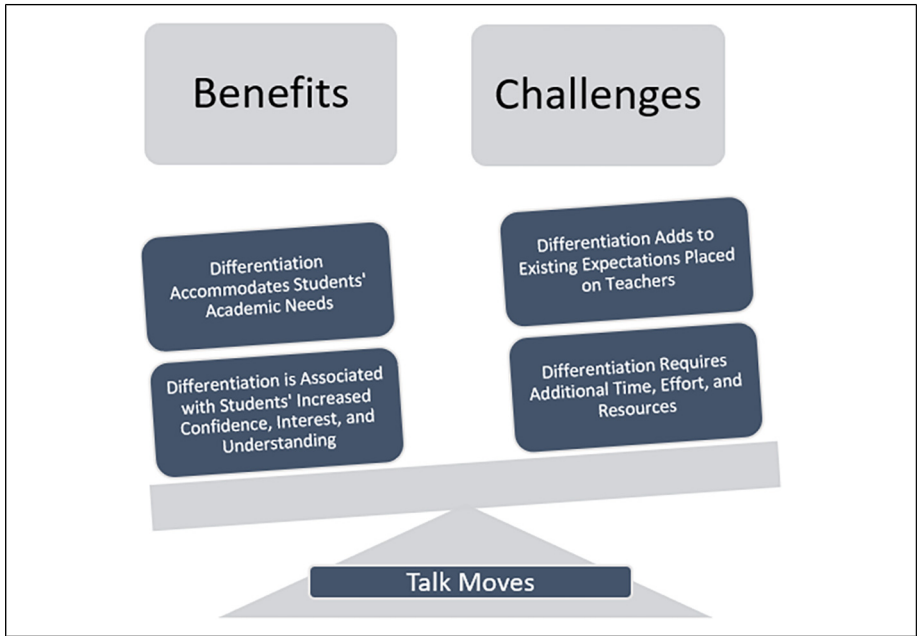 Benefits
Challenges
Differentiation
Accommodates Students'
Academic Needs
Differentiation Adds to
Existing Expectations Placed
on Teachers
Differentiation is Associated
with Students' Increased
Confidence, Interest, and
Understanding
Differentiation Requires
Additional Time, Effort, and
Resources
Talk Moves